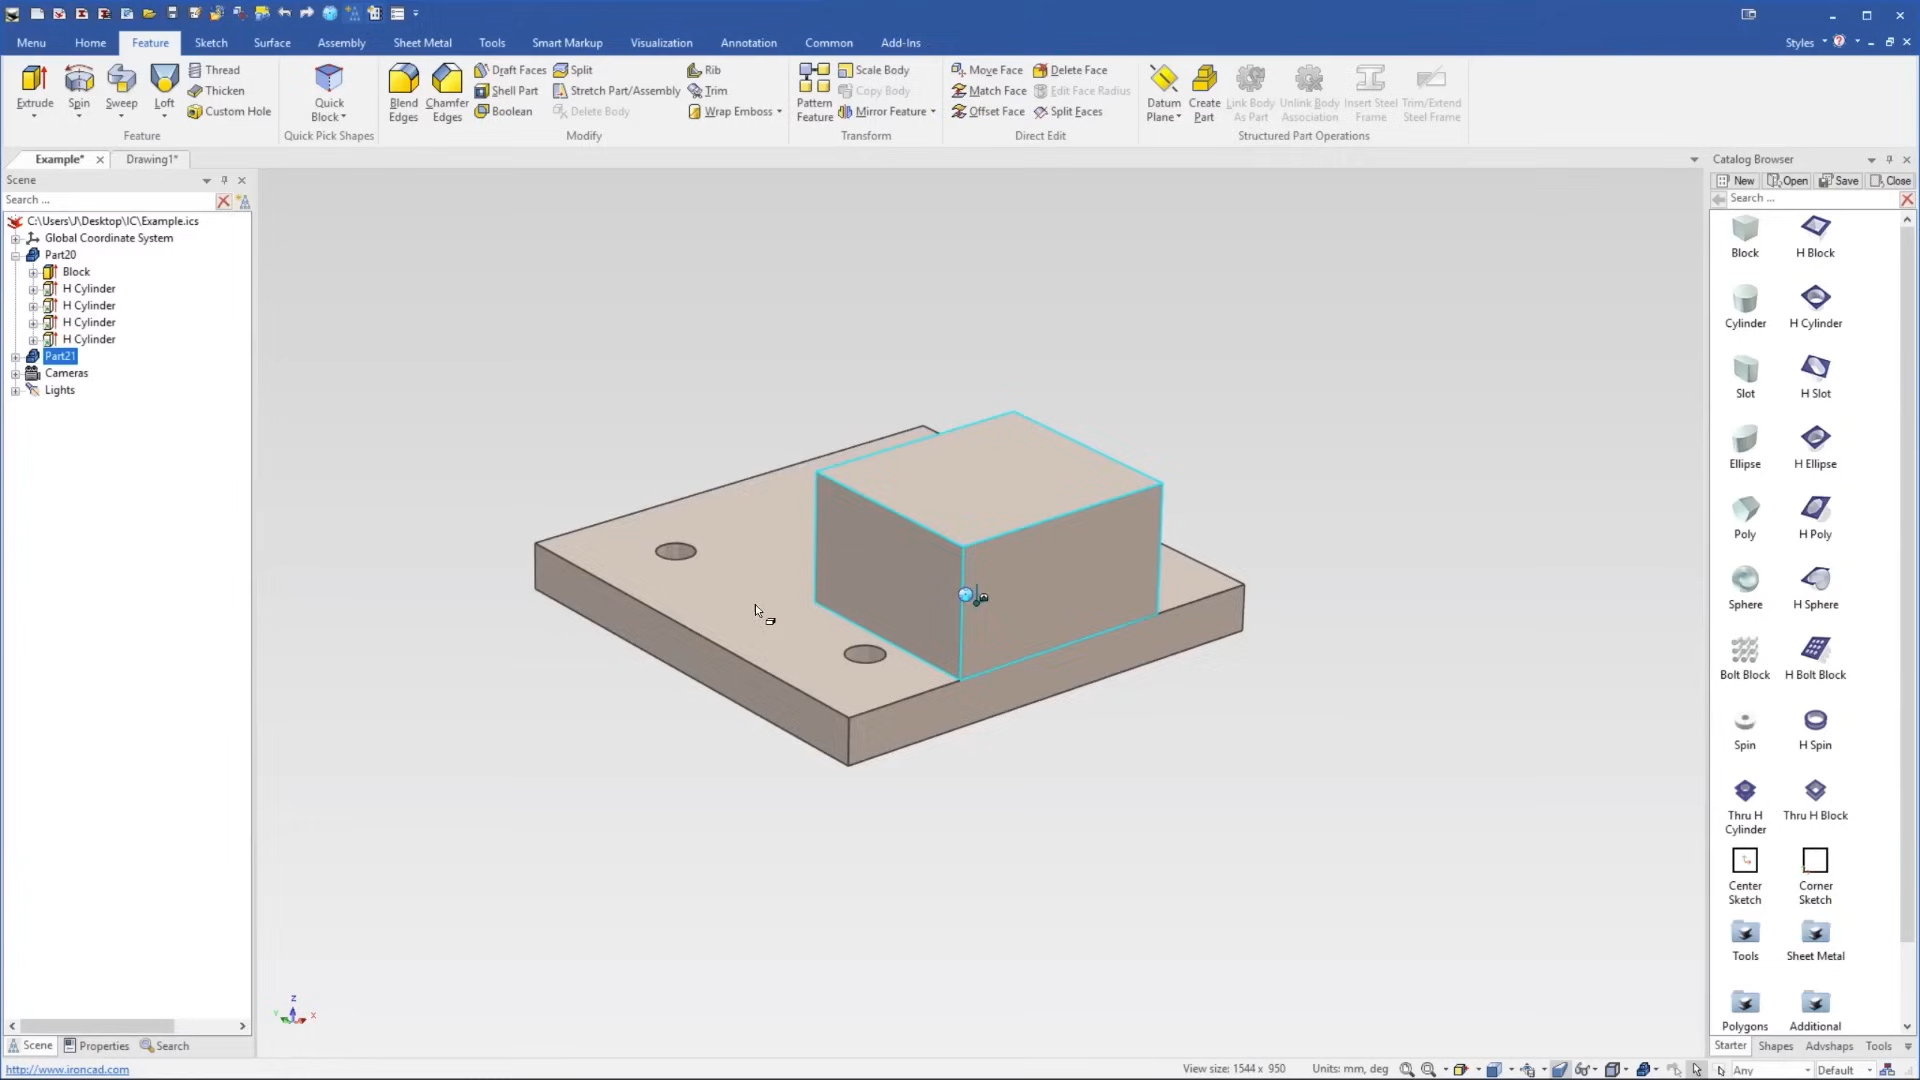 Menu Home Feature Sketch Surface Assembly Sheet Metal Tools Smart Markup Visualization Annotation Common Add-Ins Styles
Extrude Spin Sweep Loft Thread Thicken Custom Hole
Feature
Quick Block
Quick Pick Shapes
Blend Edges Chamfer Edges Draft Faces Shell Part Boolean Split Stretch Part/Assembly Delete Body Rib Trim Wrap Emboss
Modify
Pattern Feature Scale Body Copy Body Mirror Feature
Transform
Move Face Match Face Offset Face Delete Face Edit Face Radius Split Faces
Direct Edit
Datum Plane Create Part Link Body As Part Unlink Body Association Insert Steel Frame Trim/Extend Steel Frame
Structured Part Operations
Example* Drawing1*
Scene
Search ...
C:\Users\J\Desktop\IC\Example.ics
Global Coordinate System
Part20
Block
H Cylinder
H Cylinder
H Cylinder
H Cylinder
Part21
Cameras
Lights
Z
Y X
Scene Properties Search
http://www.ironcad.com
Catalog Browser
New Open Save Close
Search ...
Block H Block
Cylinder H Cylinder
Slot H Slot
Ellipse H Ellipse
Poly H Poly
Sphere H Sphere
Bolt Block H Bolt Block
Spin H Spin
Thru H Cylinder Thru H Block
Center Sketch Corner Sketch
Tools Sheet Metal
Polygons Additional
Starter Shapes Advshaps Tools
View size: 1544 x 950 Units: mm, deg Any Default